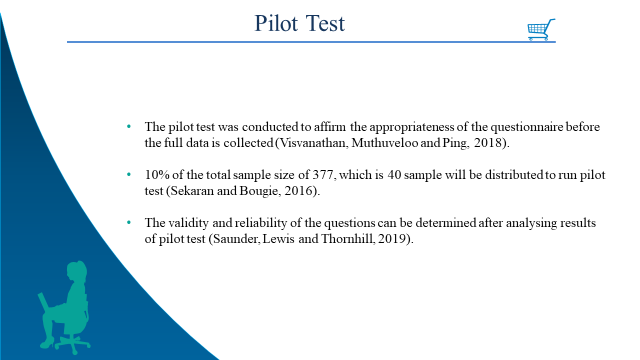 Pilot Test
• The pilot test was conducted to affirm the appropriateness of the questionnaire before
the full data is collected (Visvanathan, Muthuveloo and Ping, 2018).
• 10% of the total sample size of 377, which is 40 sample will be distributed to run pilot
test (Sekaran and Bougie, 2016).
• The validity and reliability of the questions can be determined after analysing results
of pilot test (Saunder, Lewis and Thornhill, 2019).